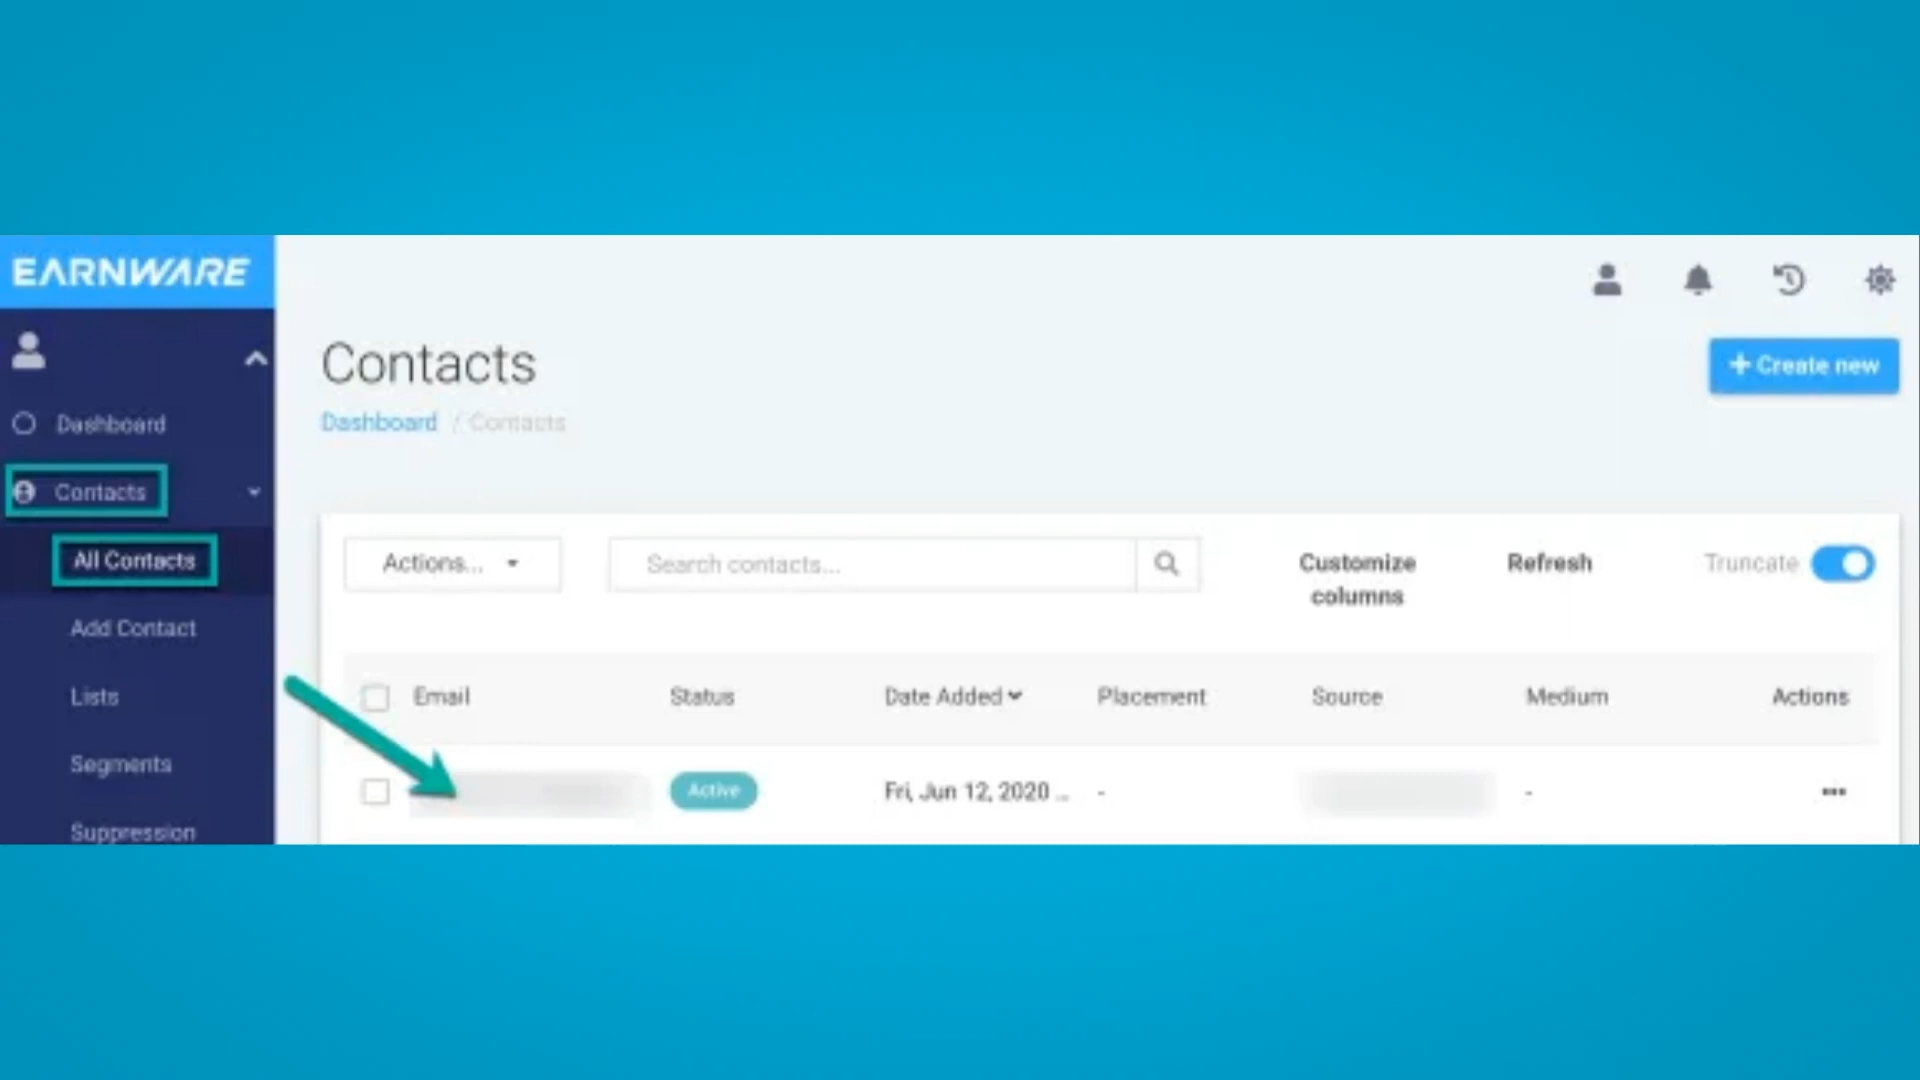 EARNWARE
Dashboard
Contacts
All Contacts
Add Contact
Lists
Segments
Suppression
Contacts
Dashboard / Contacts
+ Create new
Actions...
Search contacts...
Customize
columns
Refresh
Truncate
Email Status Date Added Placement Source Medium Actions
Active Fri, Jun 12, 2020 ... - - •••